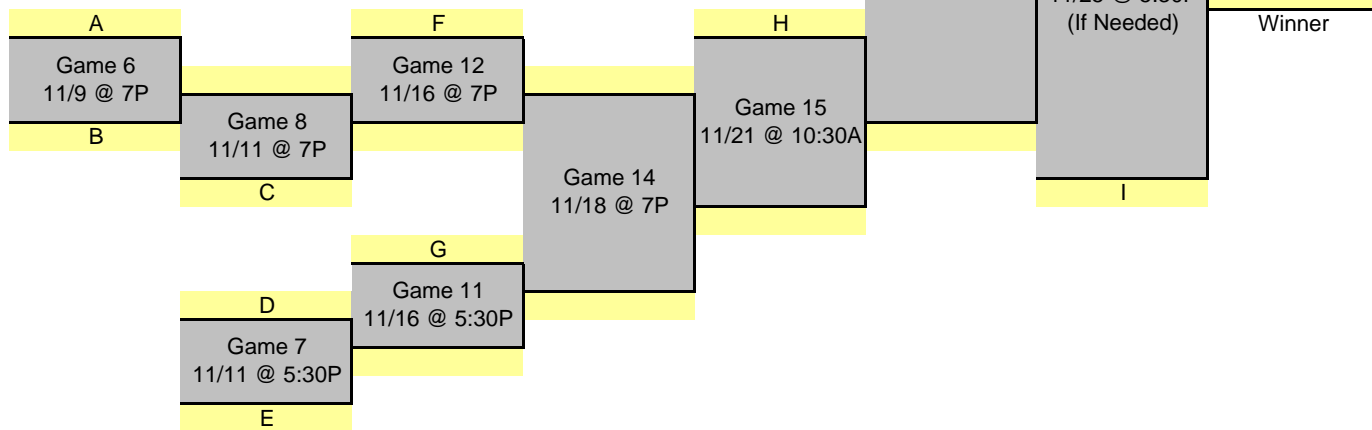 (If Needed)
Winner
A
F
H
Game 6
11/9 @ 7P
Game 12
11/16 @ 7P
Game 15
11/21 @ 10:30A
B
Game 8
11/11 @ 7P
C
Game 14
11/18 @ 7P
I
G
Game 11
11/16 @ 5:30P
D
Game 7
11/11 @ 5:30P
E